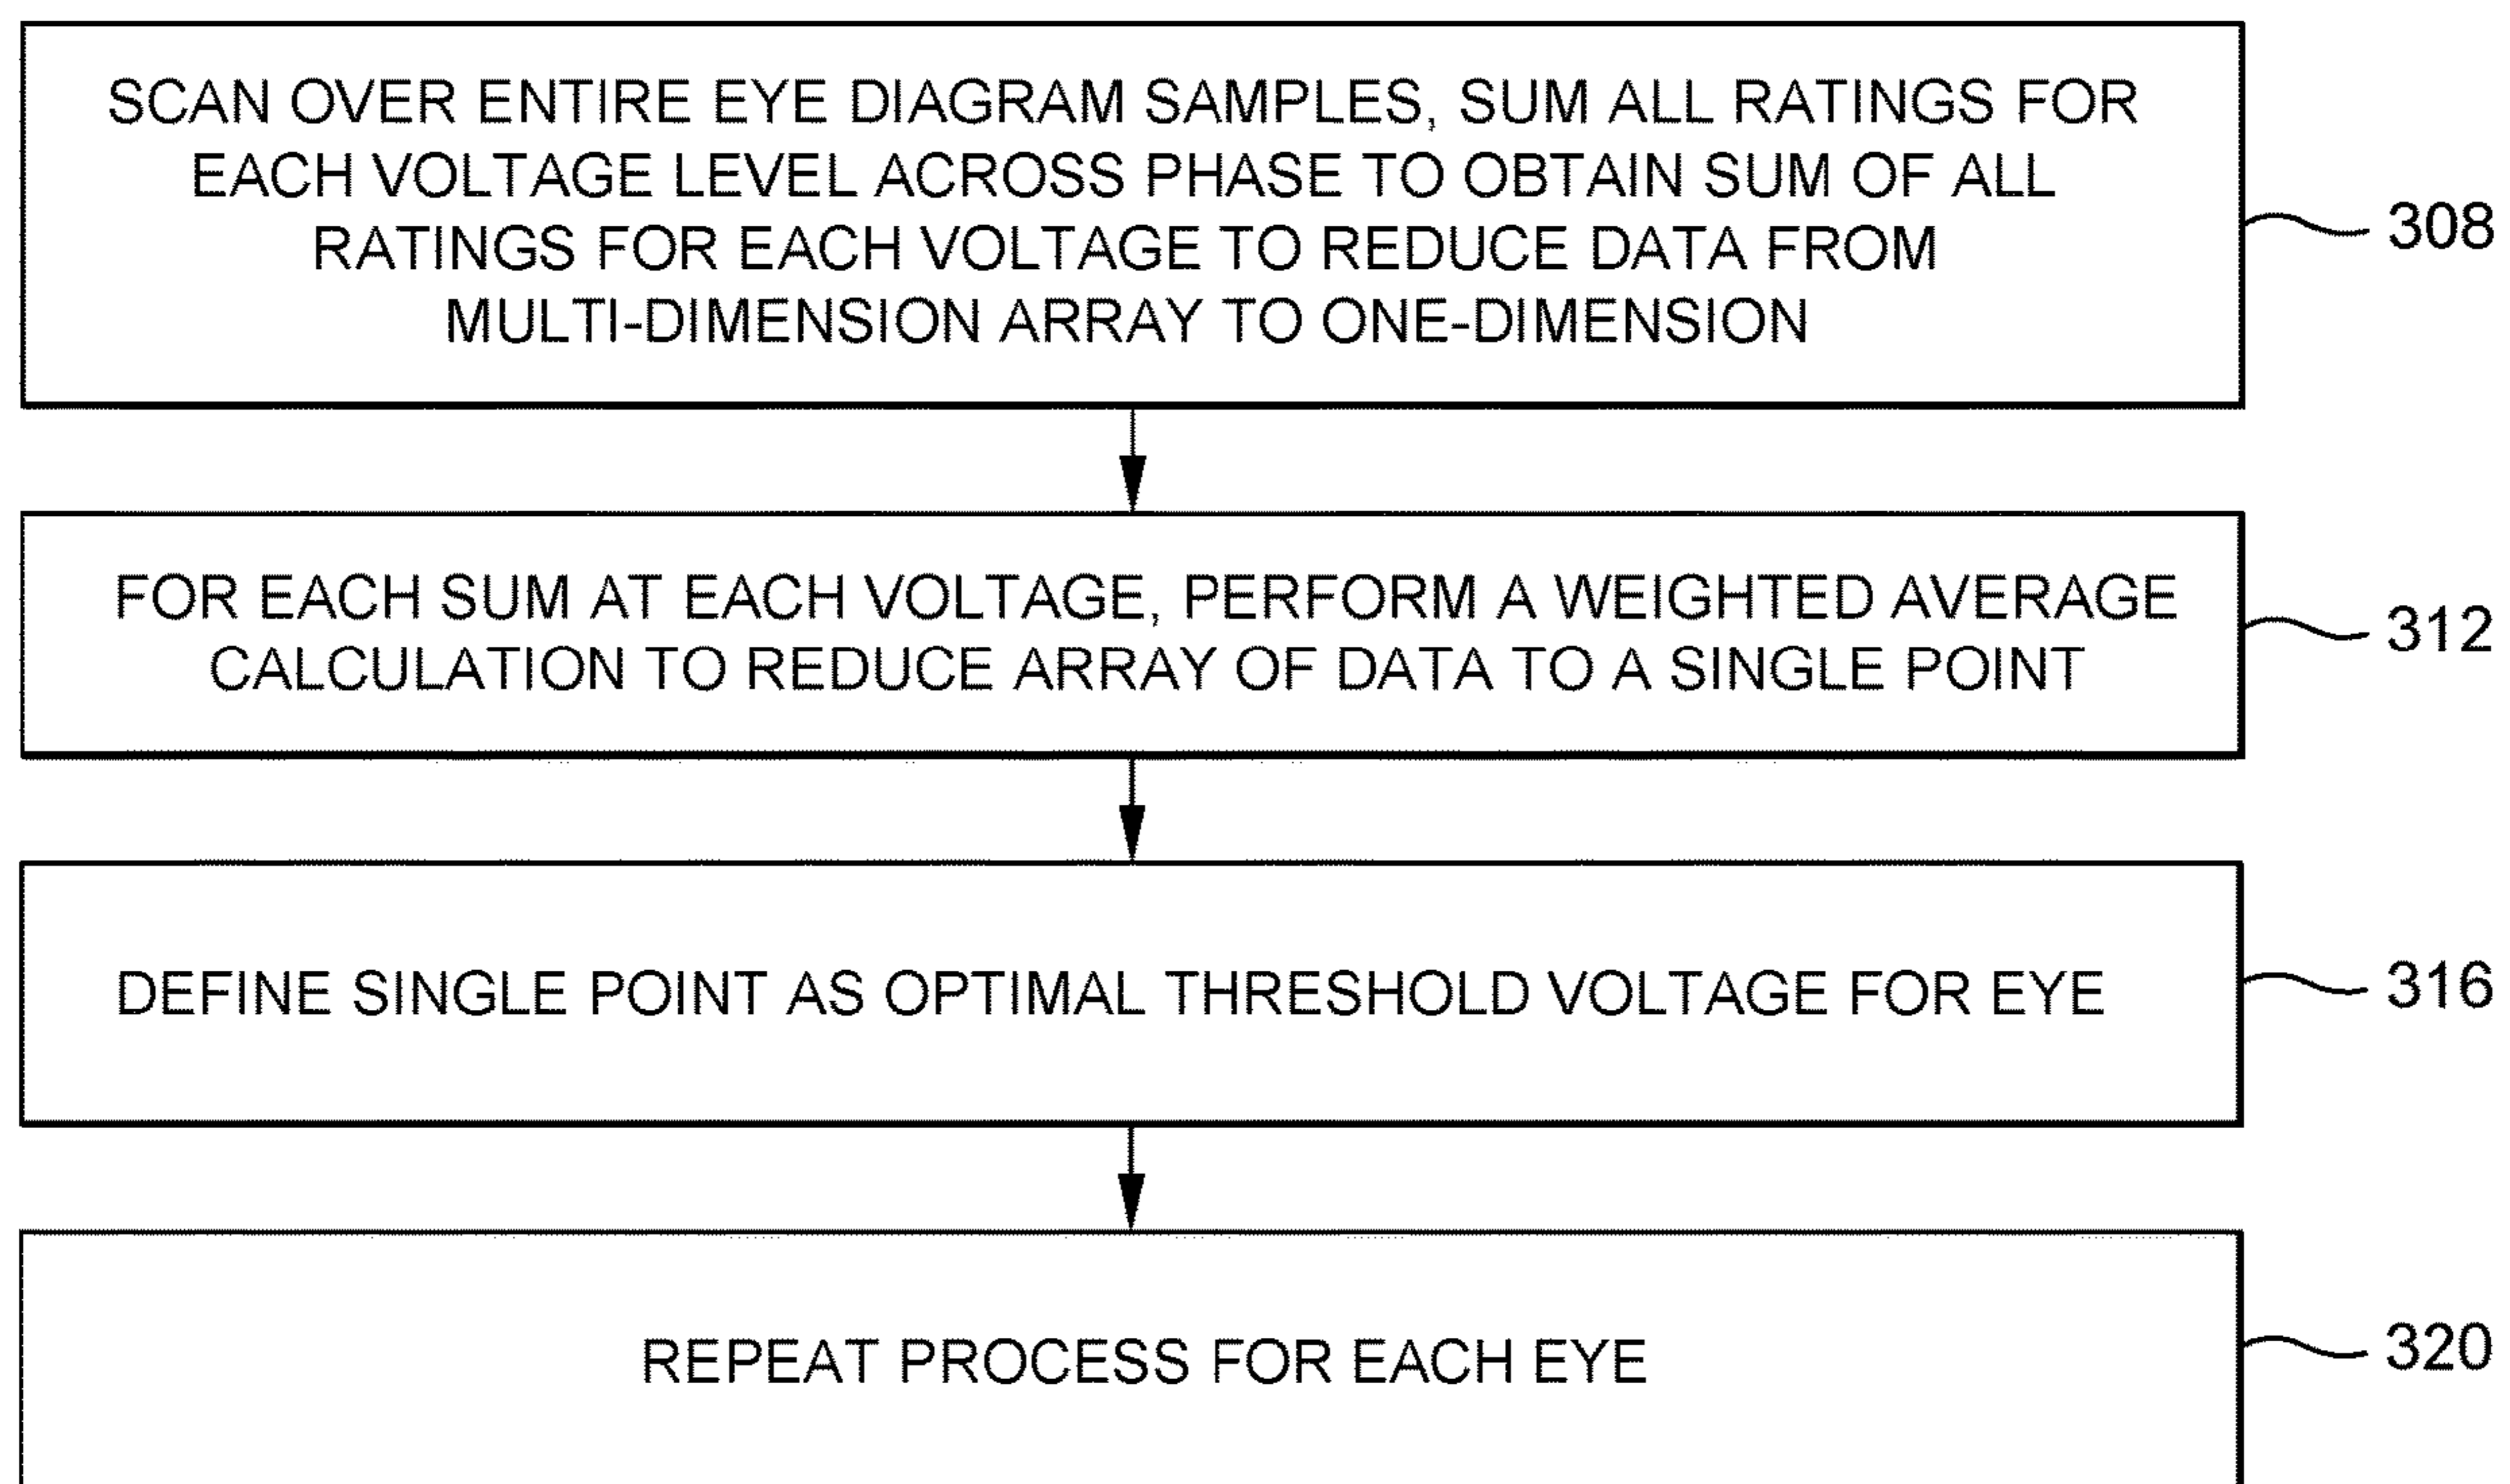 SCAN OVER ENTIRE EYE DIAGRAM SAMPLES, SUM ALL RATINGS FOR
EACH VOLTAGE LEVEL ACROSS PHASE TO OBTAIN SUM OF ALL
RATINGS FOR EACH VOLTAGE TO REDUCE DATA FROM
MULTI-DIMENSION ARRAY TO ONE-DIMENSION
308
FOR EACH SUM AT EACH VOLTAGE, PERFORM A WEIGHTED AVERAGE
CALCULATION TO REDUCE ARRAY OF DATA TO A SINGLE POINT
312
DEFINE SINGLE POINT AS OPTIMAL THRESHOLD VOLTAGE FOR EYE
316
REPEAT PROCESS FOR EACH EYE
320